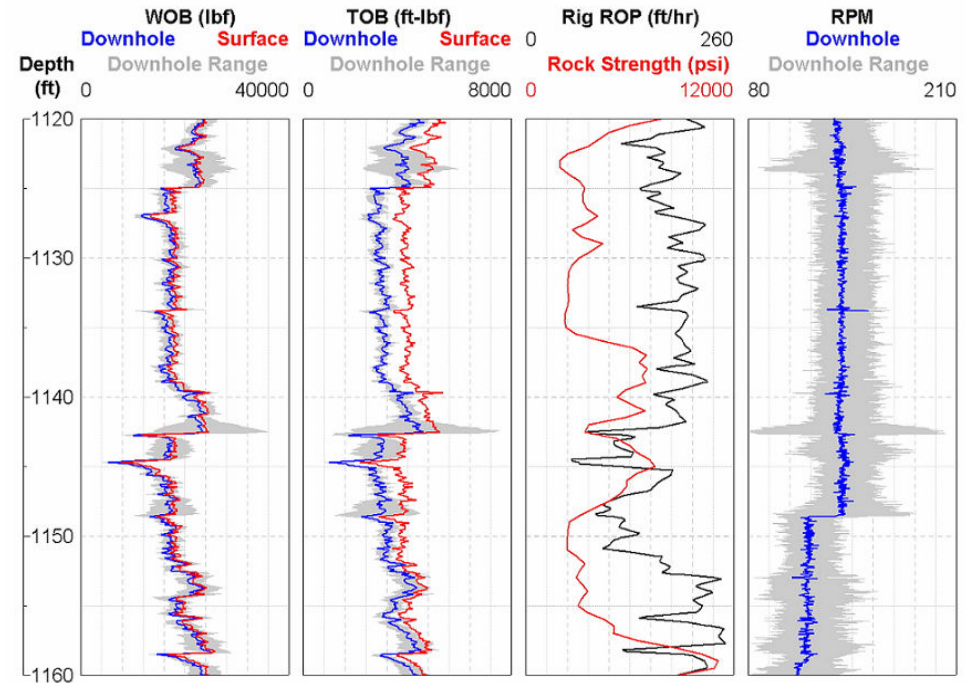 WOB (lbf) TOB (ft-lbf) Rig ROP (ft/hr) RPM
Downhole Surface Downhole Surface 0 260 Downhole
Depth Downhole Range Downhole Range Rock Strength (psi) Downhole Range
(ft) 0 40000 0 8000 0 12000 80 210
1120
1130
1140
1150
1160